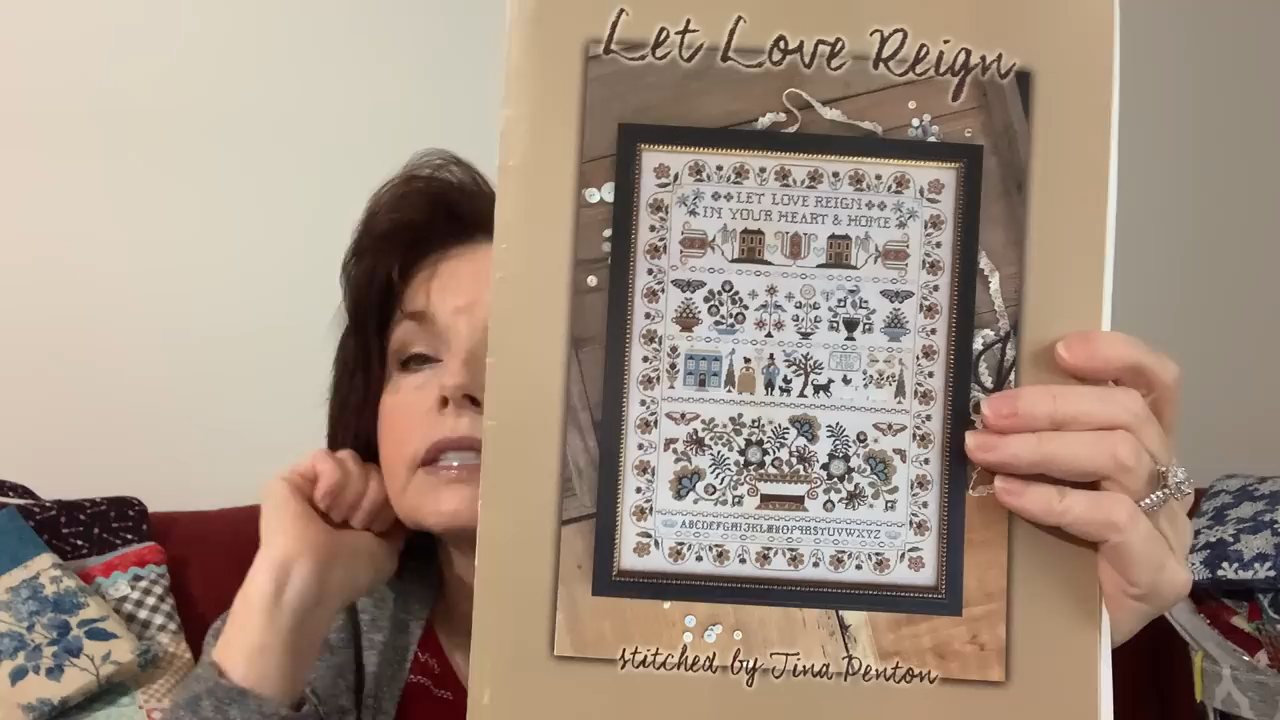 Let Love Reign
LET LOVE REIGN
IN YOUR HEART & HOME
ABCDEFGHIJKLMNOPQRSTUVWXYZ
stitched by Tina Penton